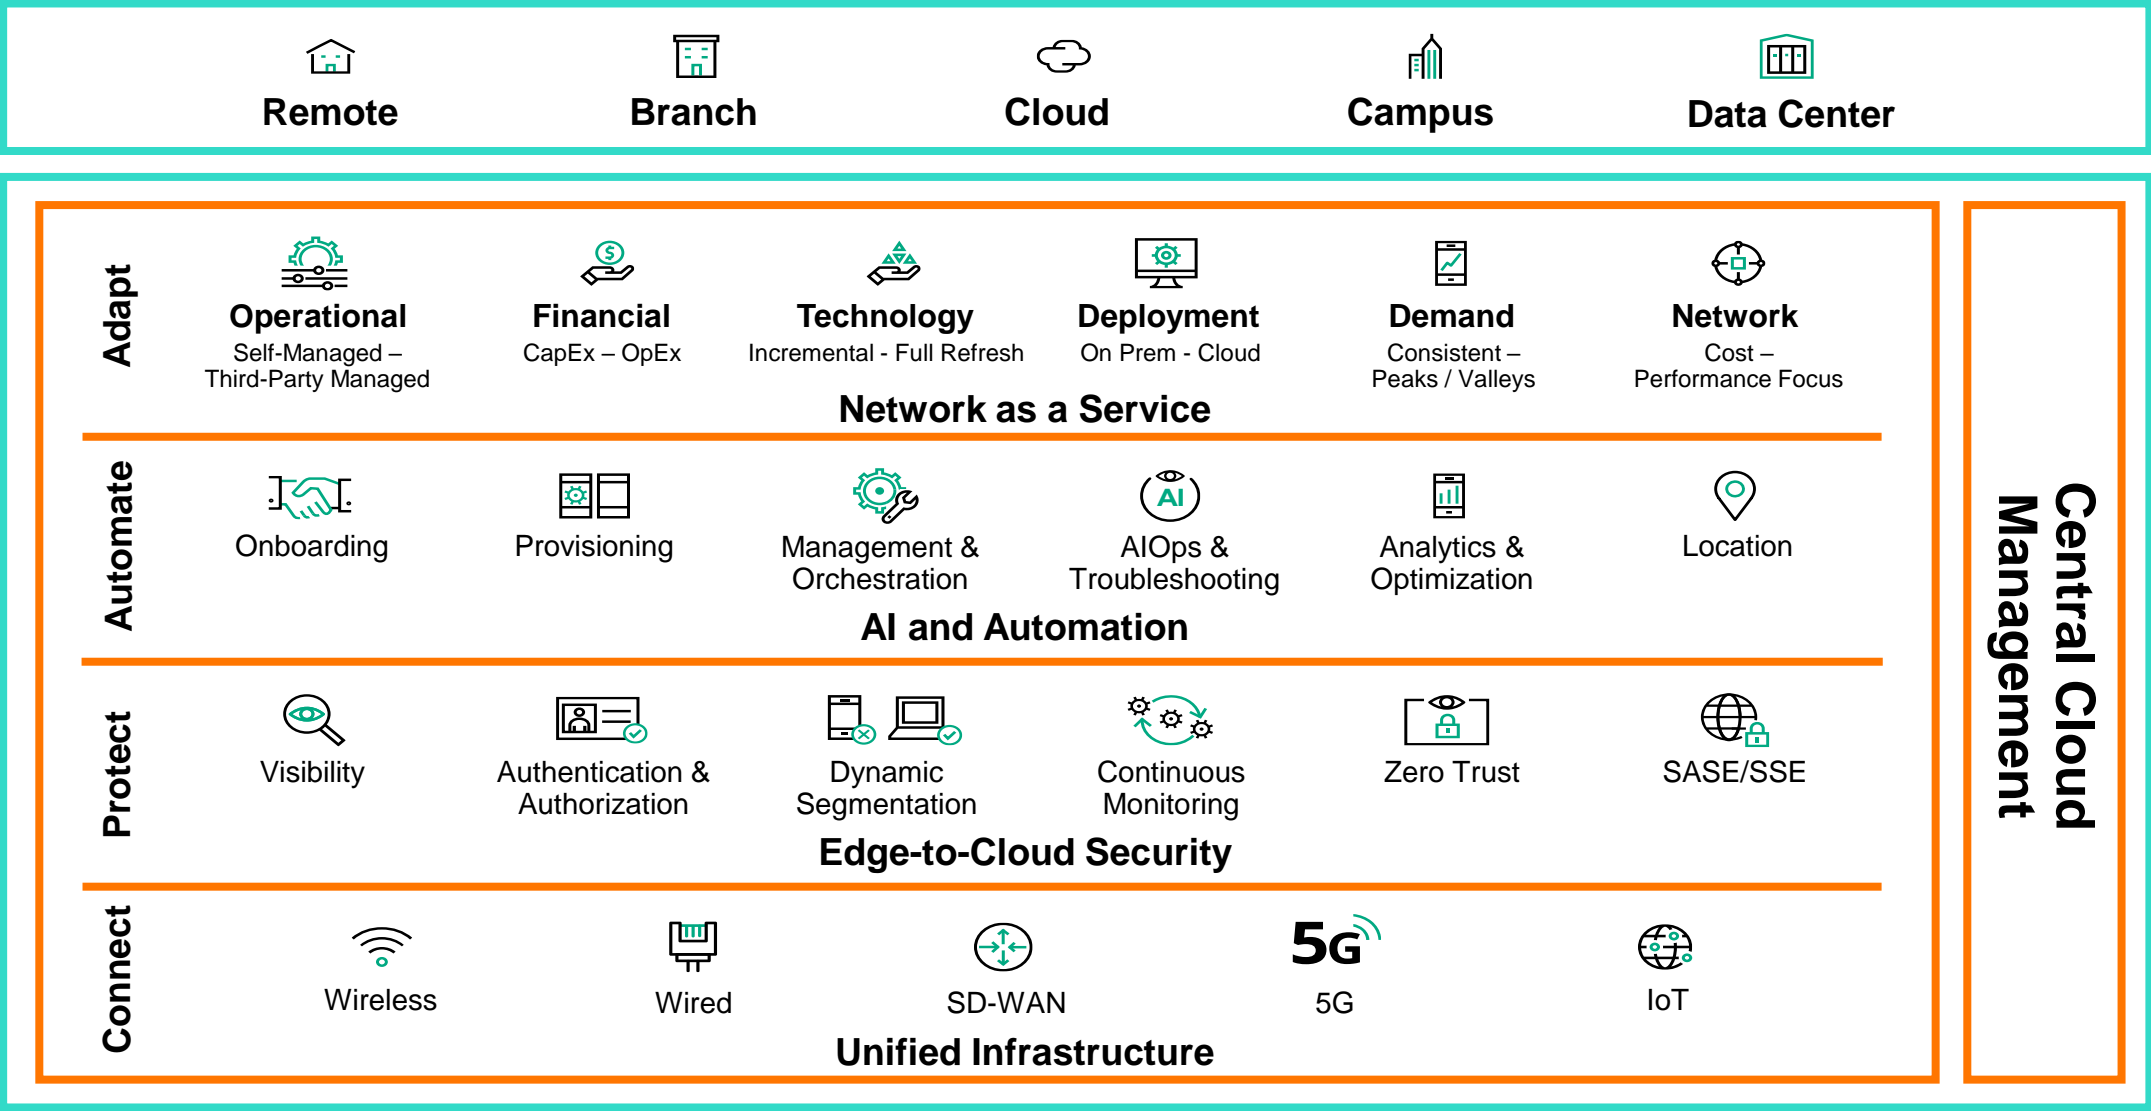 Remote
Branch
Cloud
Campus
Data Center
Adapt
Operational
Self-Managed –
Third-Party Managed
Financial
CapEx – OpEx
Technology
Incremental - Full Refresh
Deployment
On Prem - Cloud
Demand
Consistent –
Peaks / Valleys
Network
Cost –
Performance Focus
Network as a Service
Automate
Onboarding
Provisioning
Management &
Orchestration
AI
AIOps &
Troubleshooting
Analytics &
Optimization
Location
AI and Automation
Protect
Visibility
Authentication &
Authorization
Dynamic
Segmentation
Continuous
Monitoring
Zero Trust
SASE/SSE
Edge-to-Cloud Security
Connect
Wireless
Wired
SD-WAN
5G
5G
IoT
Unified Infrastructure
Central Cloud
Management